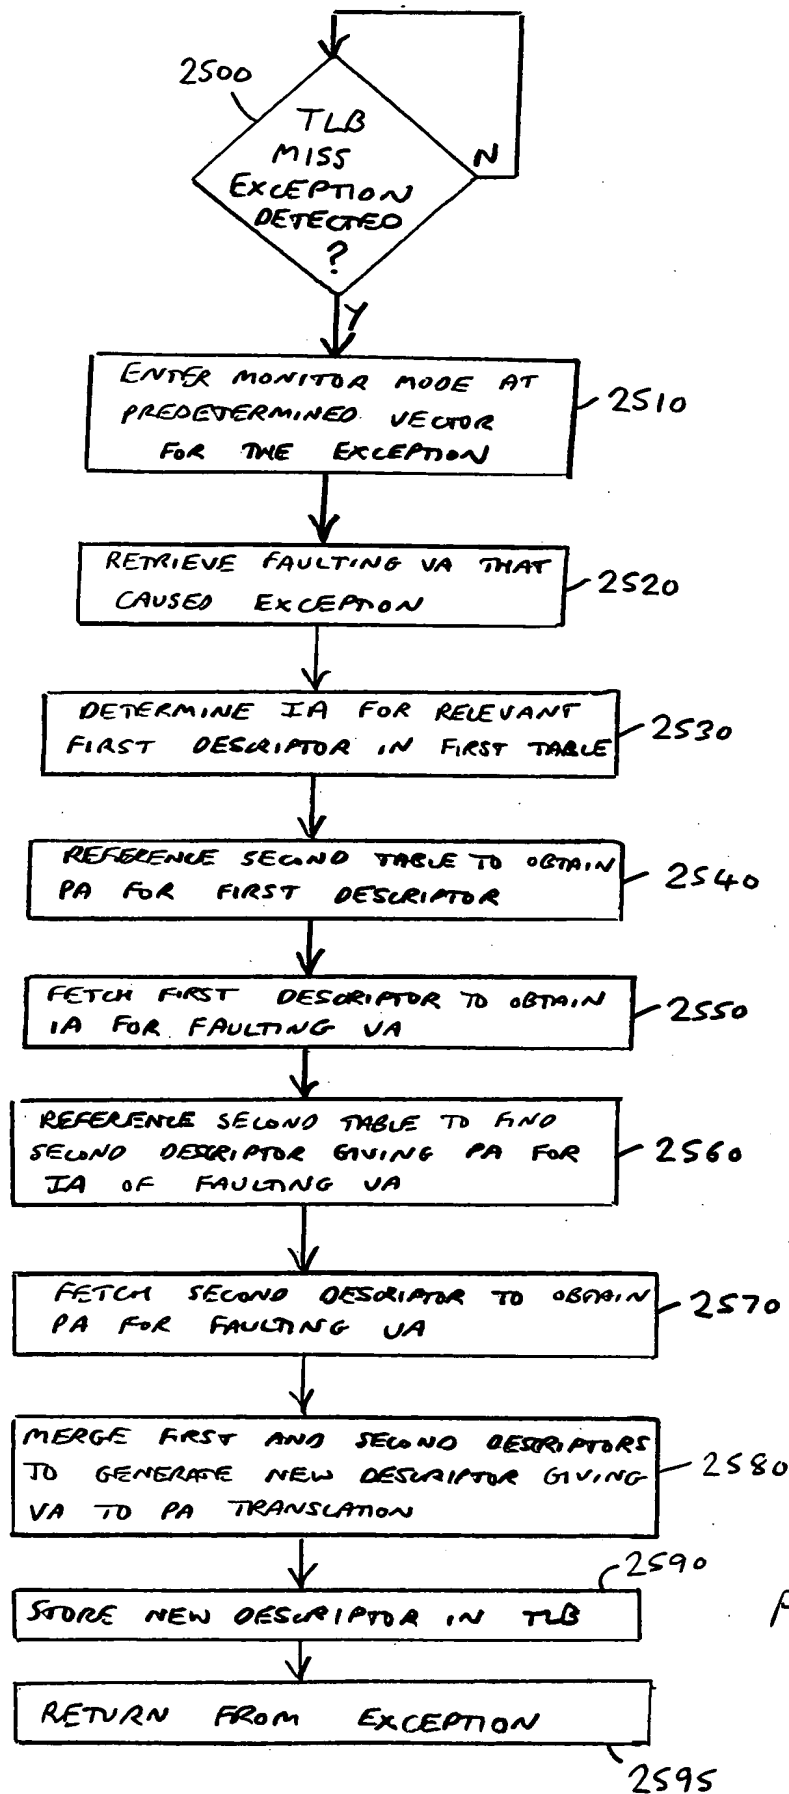 2500
TLB
MISS
EXCEPTION
DETECTED
?
N
Y
ENTER MONITOR MODE AT
PREDETERMINED VECTOR
FOR THE EXCEPTION
2510
RETRIEVE FAULTING VA THAT
CAUSED EXCEPTION
2520
DETERMINE IA FOR RELEVANT
FIRST DESCRIPTOR IN FIRST TABLE
2530
REFERENCE SECOND TABLE TO OBTAIN
PA FOR FIRST DESCRIPTOR
2540
FETCH FIRST DESCRIPTOR TO OBTAIN
IA FOR FAULTING VA
2550
REFERENCE SECOND TABLE TO FIND
SECOND DESCRIPTOR GIVING PA FOR
IA OF FAULTING VA
2560
FETCH SECOND DESCRIPTOR TO OBTAIN
PA FOR FAULTING VA
2570
MERGE FIRST AND SECOND DESCRIPTORS
TO GENERATE NEW DESCRIPTOR GIVING
VA TO PA TRANSLATION
2580
2590
STORE NEW DESCRIPTOR IN TLB
RETURN FROM EXCEPTION
2595